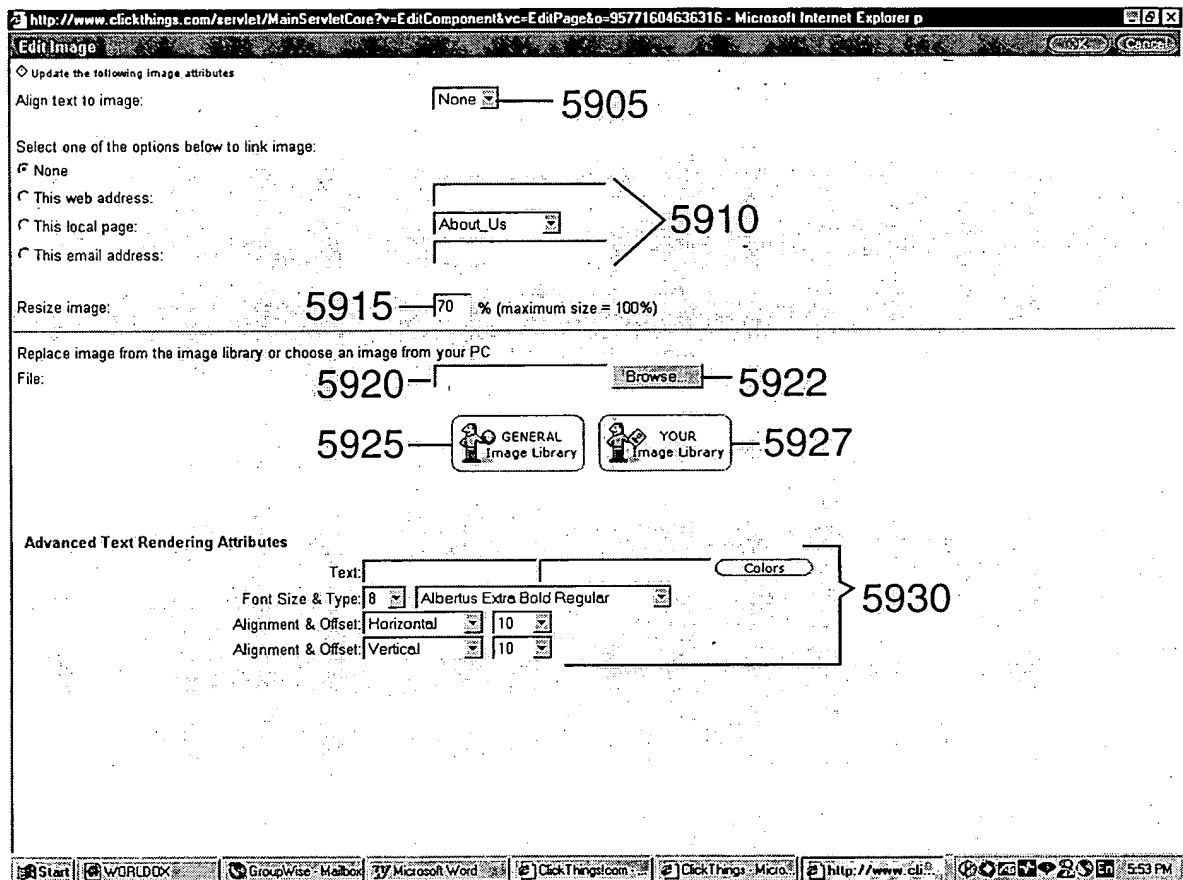 http://www.clickthings.com/servlet/MainServletCore?v=EditComponent&vc=EditPage&o=95771604636316 - Microsoft Internet Explorer p
Edit Image OK Cancel
Update the following image attributes
Align text to image: None 5905
Select one of the options below to link image:
None
This web address:
This local page: About_Us 5910
This email address:
Resize image: 5915 70 % (maximum size = 100%)
Replace image from the image library or choose an image from your PC
File: 5920 Browse... 5922
5925 GENERAL Image Library YOUR Image Library 5927
Advanced Text Rendering Attributes
Text: Colors
Font Size & Type: 8 Albertus Extra Bold Regular 5930
Alignment & Offset: Horizontal 10
Alignment & Offset: Vertical 10
Start WORLDOX GroupWise - Mailbox Microsoft Word ClickThings!com - ClickThings - Micro... http://www.cli... 5:53 PM